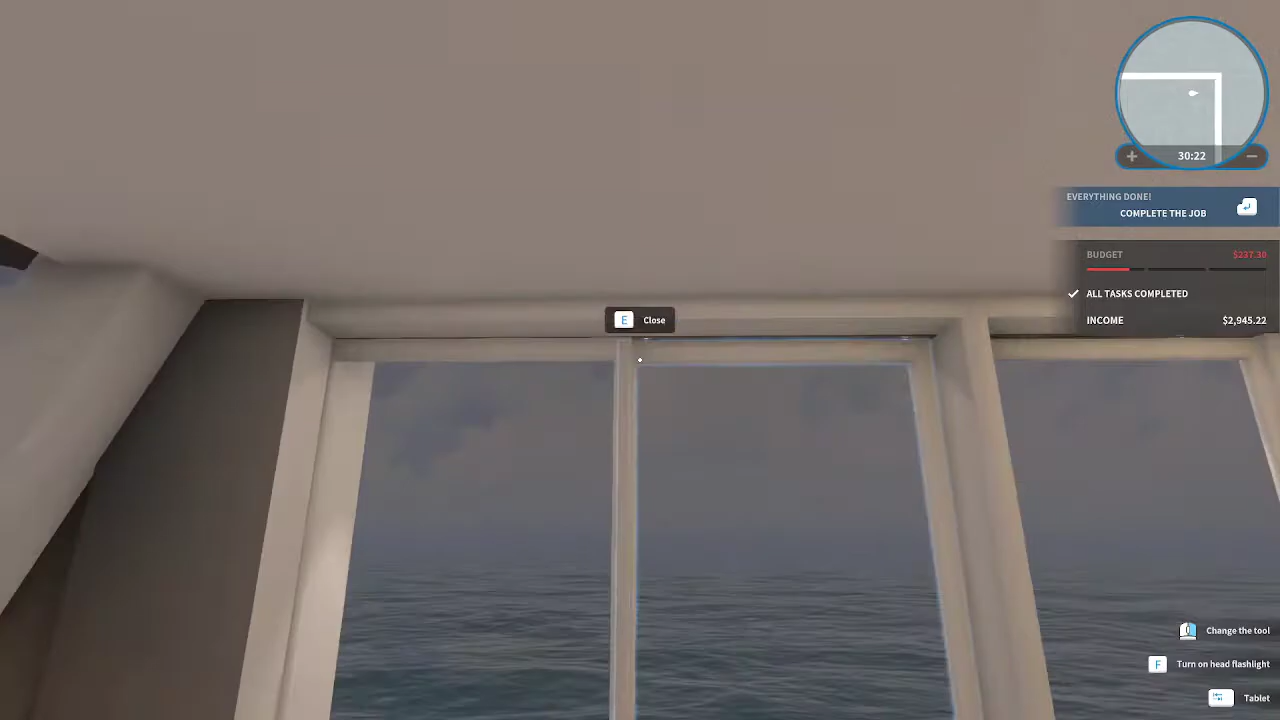 30:22
EVERYTHING DONE!
COMPLETE THE JOB
BUDGET $237.30
ALL TASKS COMPLETED
INCOME $2,945.22
E Close
Change the tool
F Turn on head flashlight
Tablet